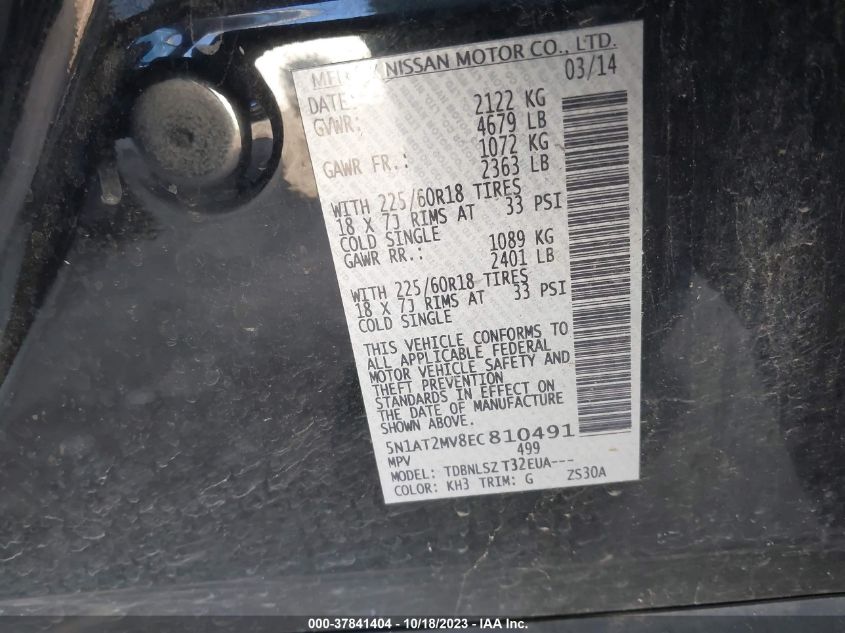 MFD BY NISSAN MOTOR CO., LTD.
DATE: 03/14
GVWR: 2122 KG
4679 LB
GAWR FR.: 1072 KG
2363 LB
WITH 225/60R18 TIRES
18 X 7J RIMS AT 33 PSI
COLD SINGLE
GAWR RR.: 1089 KG
2401 LB
WITH 225/60R18 TIRES
18 X 7J RIMS AT 33 PSI
COLD SINGLE
THIS VEHICLE CONFORMS TO
ALL APPLICABLE FEDERAL
MOTOR VEHICLE SAFETY AND
THEFT PREVENTION
STANDARDS IN EFFECT ON
THE DATE OF MANUFACTURE
SHOWN ABOVE.
5N1AT2MV8EC810491
MPV 499
MODEL: TDBNLSZ T32EUA---
COLOR: KH3 TRIM: G ZS30A
000-37841404 - 10/18/2023 - IAA Inc.